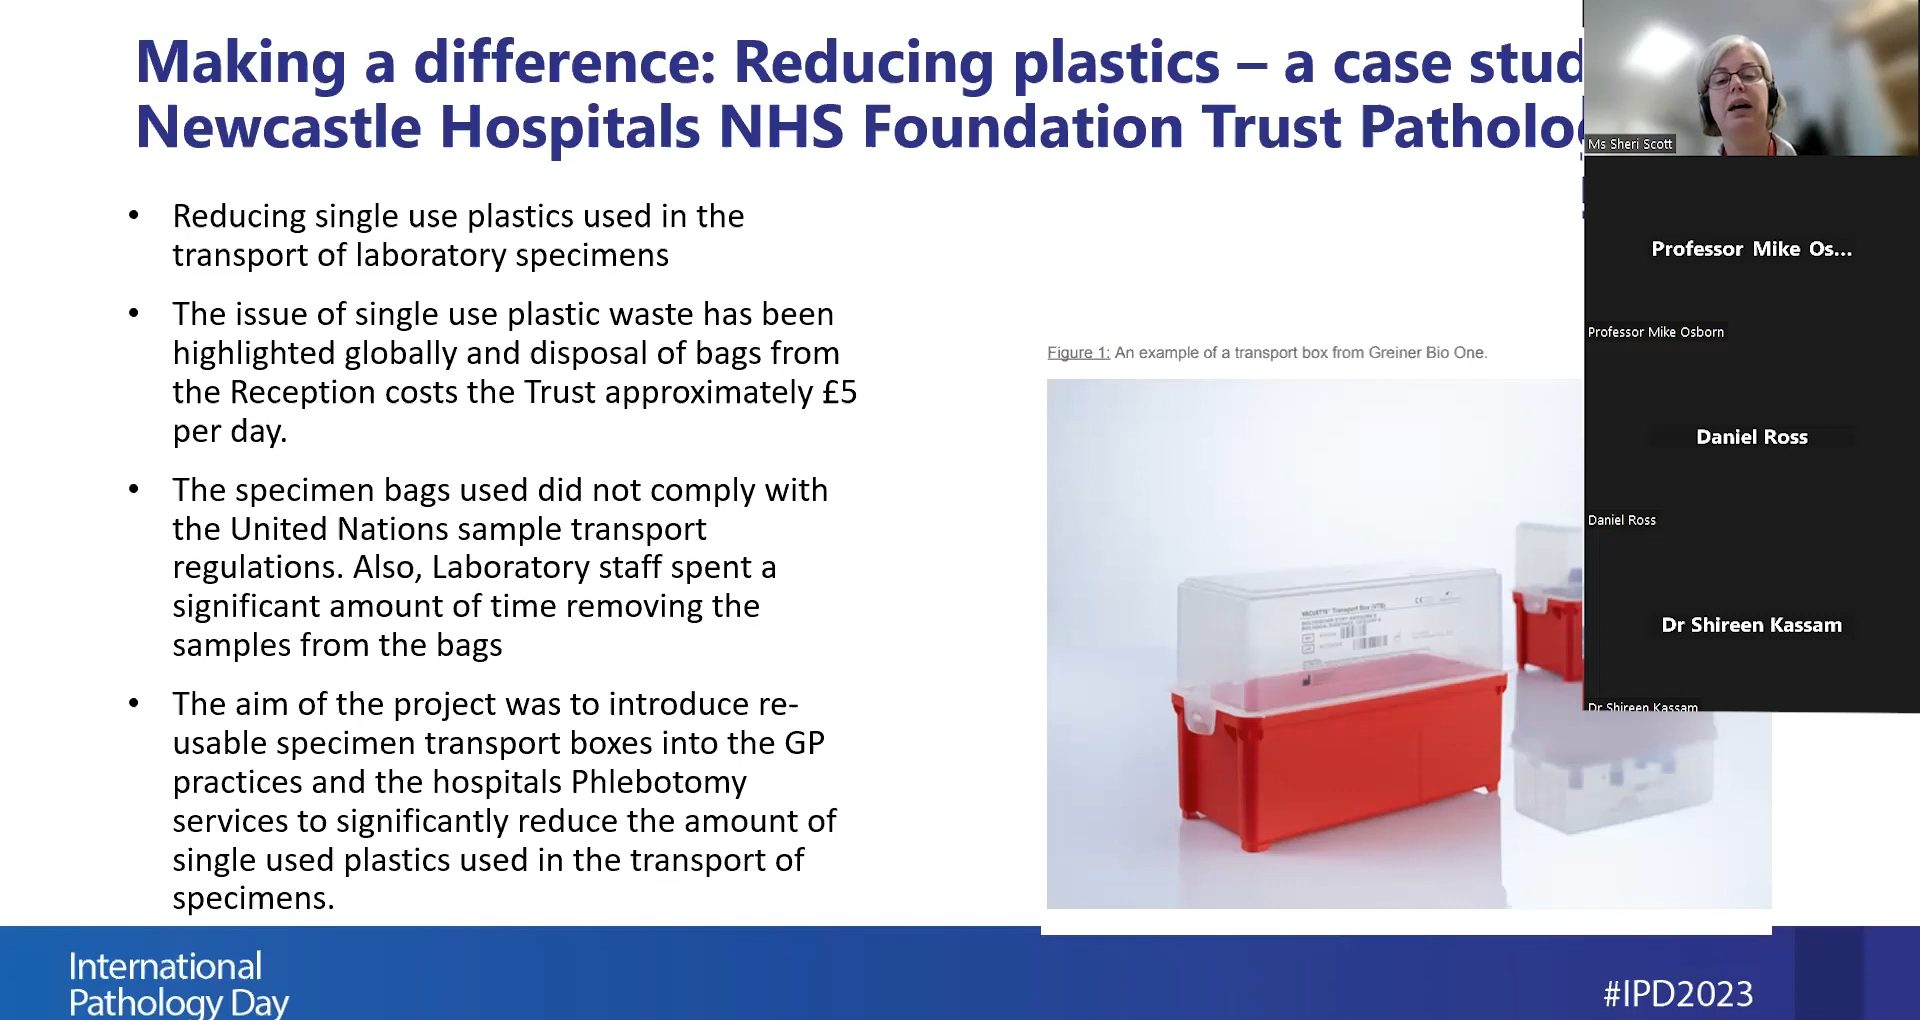 Making a difference: Reducing plastics – a case stud
Newcastle Hospitals NHS Foundation Trust Patholo
• Reducing single use plastics used in the
transport of laboratory specimens
• The issue of single use plastic waste has been
highlighted globally and disposal of bags from
the Reception costs the Trust approximately £5
per day.
• The specimen bags used did not comply with
the United Nations sample transport
regulations. Also, Laboratory staff spent a
significant amount of time removing the
samples from the bags
• The aim of the project was to introduce re-
usable specimen transport boxes into the GP
practices and the hospitals Phlebotomy
services to significantly reduce the amount of
single used plastics used in the transport of
specimens.
Figure 1: An example of a transport box from Greiner Bio One.
VACUETTE® Transport Box (VTB)
Ms Sheri Scott
Professor Mike Os...
Professor Mike Osborn
Daniel Ross
Daniel Ross
Dr Shireen Kassam
Dr Shireen Kassam
International
Pathology Day
#IPD2023